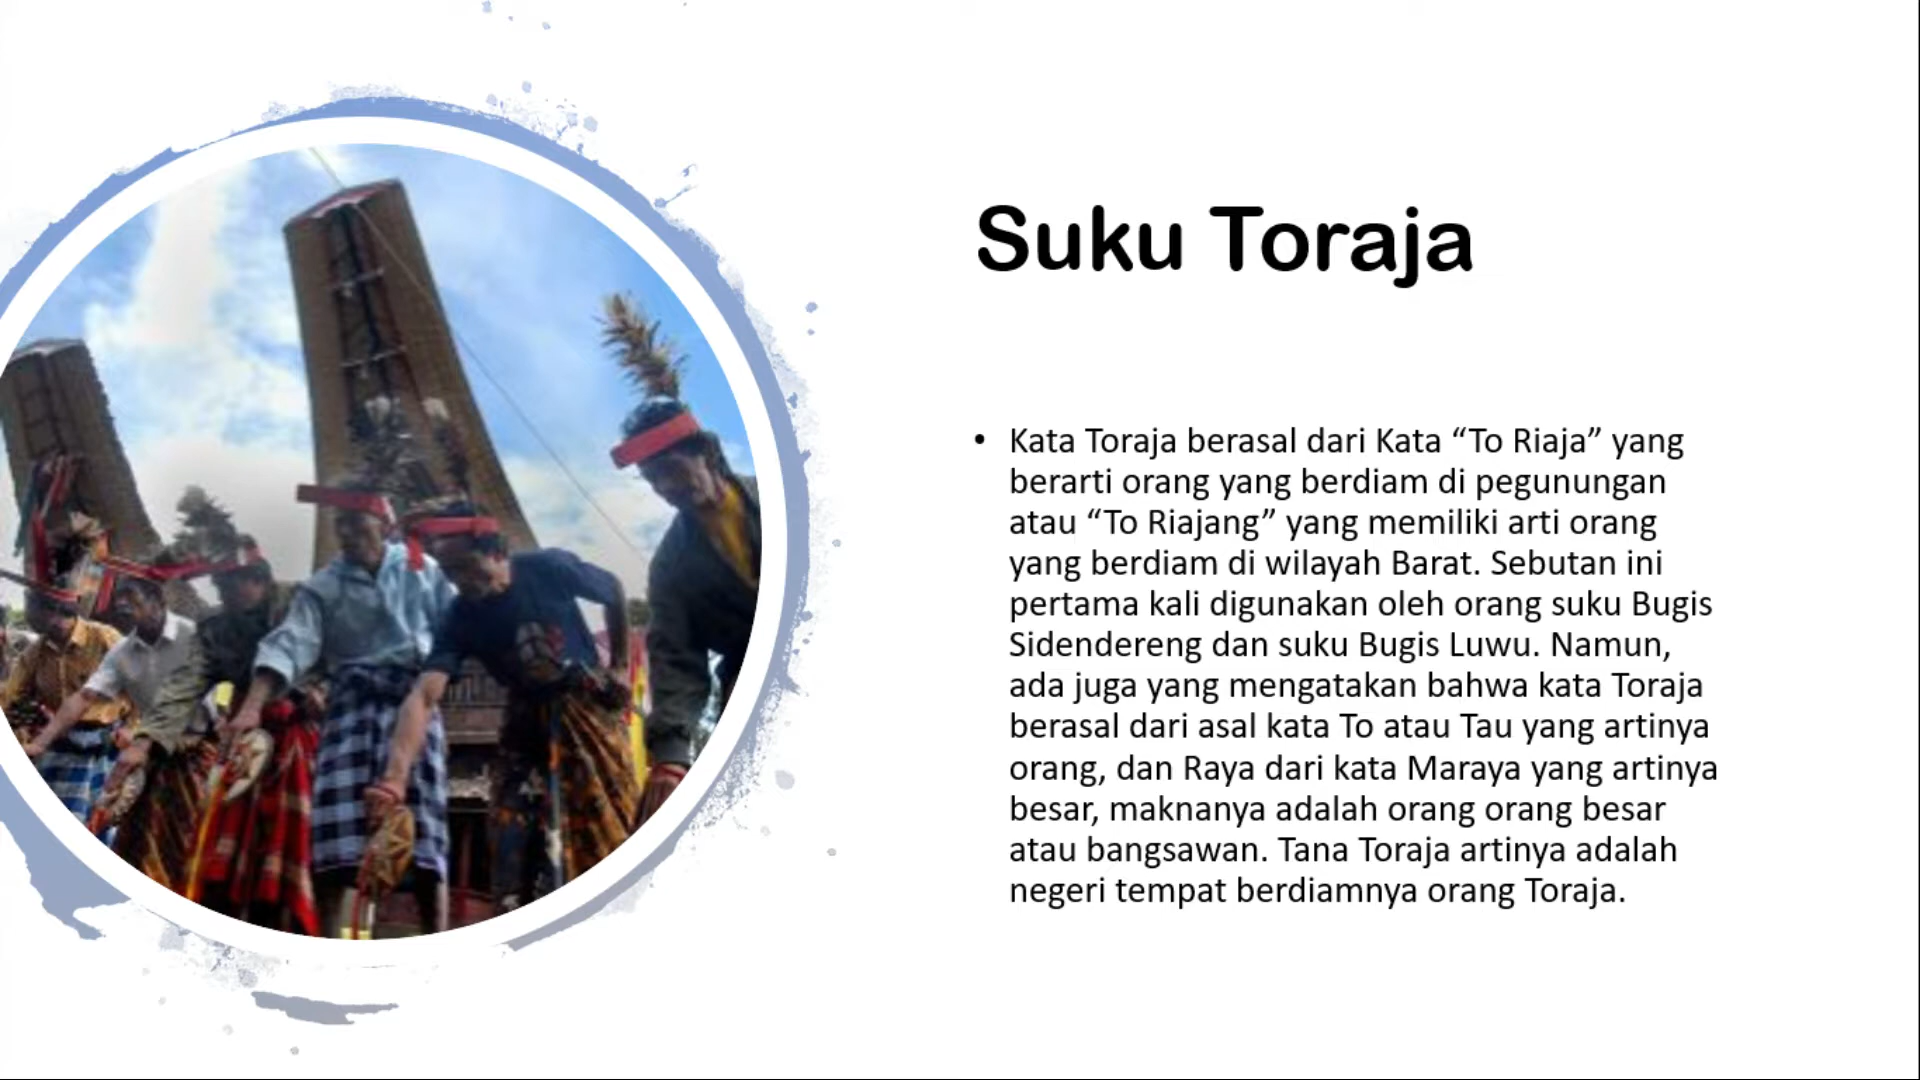 Suku Toraja
• Kata Toraja berasal dari Kata “To Riaja” yang
berarti orang yang berdiam di pegunungan
atau “To Riajang” yang memiliki arti orang
yang berdiam di wilayah Barat. Sebutan ini
pertama kali digunakan oleh orang suku Bugis
Sidendereng dan suku Bugis Luwu. Namun,
ada juga yang mengatakan bahwa kata Toraja
berasal dari asal kata To atau Tau yang artinya
orang, dan Raya dari kata Maraya yang artinya
besar, maknanya adalah orang orang besar
atau bangsawan. Tana Toraja artinya adalah
negeri tempat berdiamnya orang Toraja.